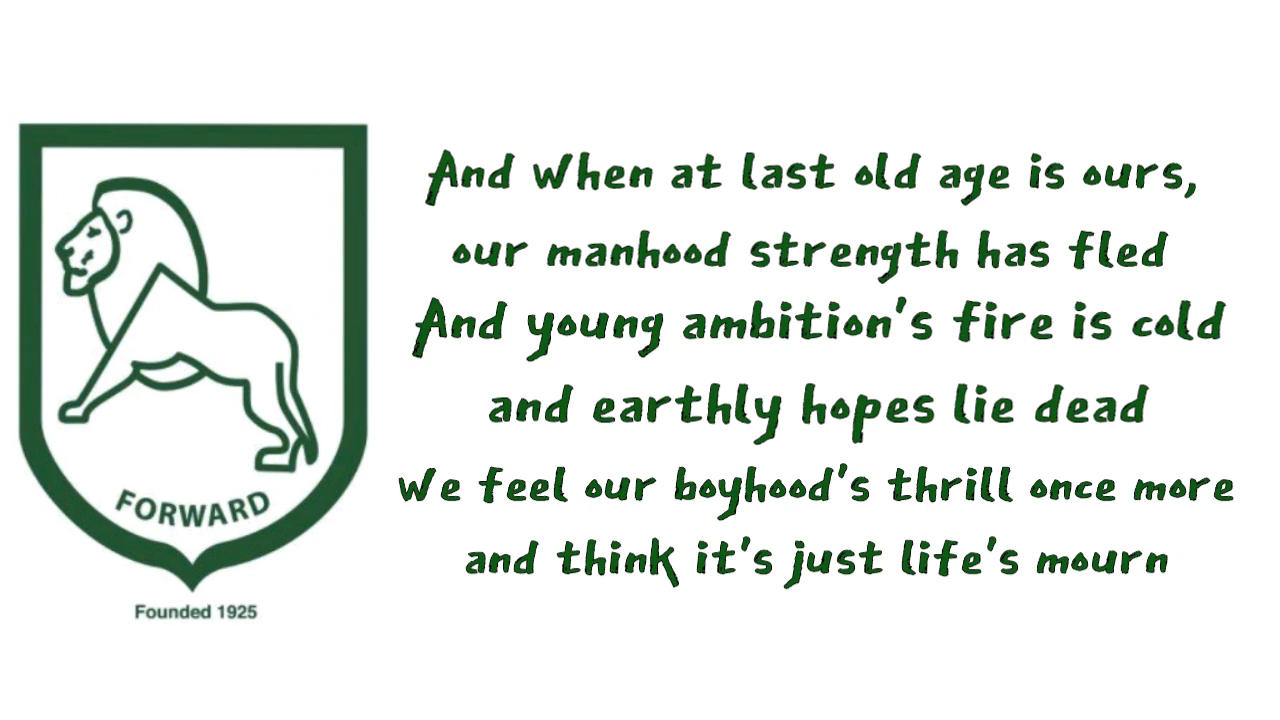 FORWARD
Founded 1925
And when at last old age is ours,
our manhood strength has fled
And young ambition's fire is cold
and earthly hopes lie dead
We feel our boyhood's thrill once more
and think it's just life's mourn